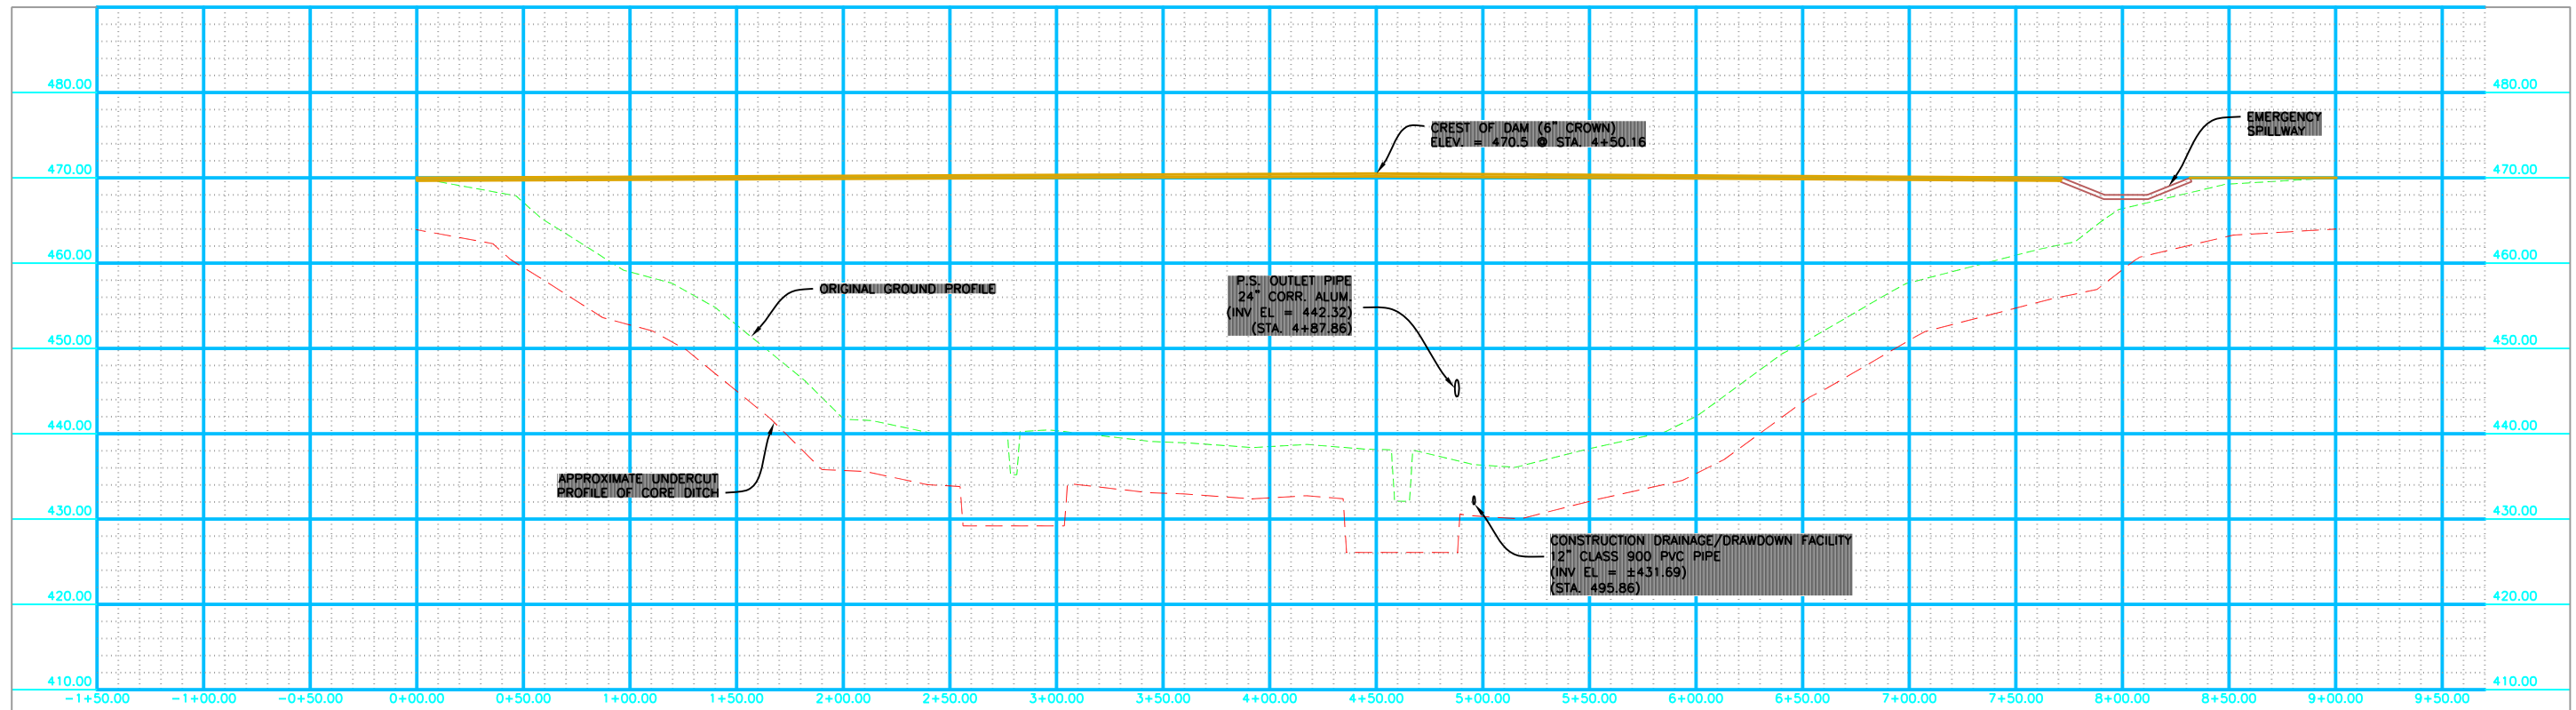 480.00
480.00
CREST OF DAM (6" CROWN)
ELEV. = 470.5 @ STA. 4+50.16
EMERGENCY
SPILLWAY
470.00
470.00
460.00
460.00
ORIGINAL GROUND PROFILE
P.S. OUTLET PIPE
24" CORR. ALUM.
(INV EL = 442.32)
(STA. 4+87.86)
450.00
450.00
440.00
440.00
APPROXIMATE UNDERCUT
PROFILE OF CORE DITCH
430.00
430.00
CONSTRUCTION DRAINAGE/DRAWDOWN FACILITY
12" CLASS 900 PVC PIPE
(INV EL = ±431.69)
(STA. 495.86)
420.00
420.00
410.00
410.00
-1+50.00 -1+00.00 -0+50.00 0+00.00 0+50.00 1+00.00 1+50.00 2+00.00 2+50.00 3+00.00 3+50.00 4+00.00 4+50.00 5+00.00 5+50.00 6+00.00 6+50.00 7+00.00 7+50.00 8+00.00 8+50.00 9+00.00 9+50.00